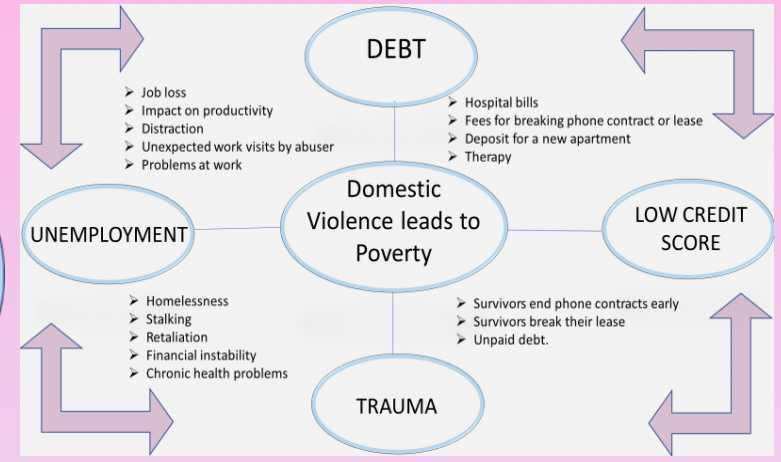 DEBT
➤ Job loss
➤ Impact on productivity
➤ Distraction
➤ Unexpected work visits by abuser
➤ Problems at work
➤ Hospital bills
➤ Fees for breaking phone contract or lease
➤ Deposit for a new apartment
➤ Therapy
UNEMPLOYMENT
Domestic
Violence leads to
Poverty
LOW CREDIT
SCORE
➤ Homelessness
➤ Stalking
➤ Retaliation
➤ Financial instability
➤ Chronic health problems
➤ Survivors end phone contracts early
➤ Survivors break their lease
➤ Unpaid debt.
TRAUMA